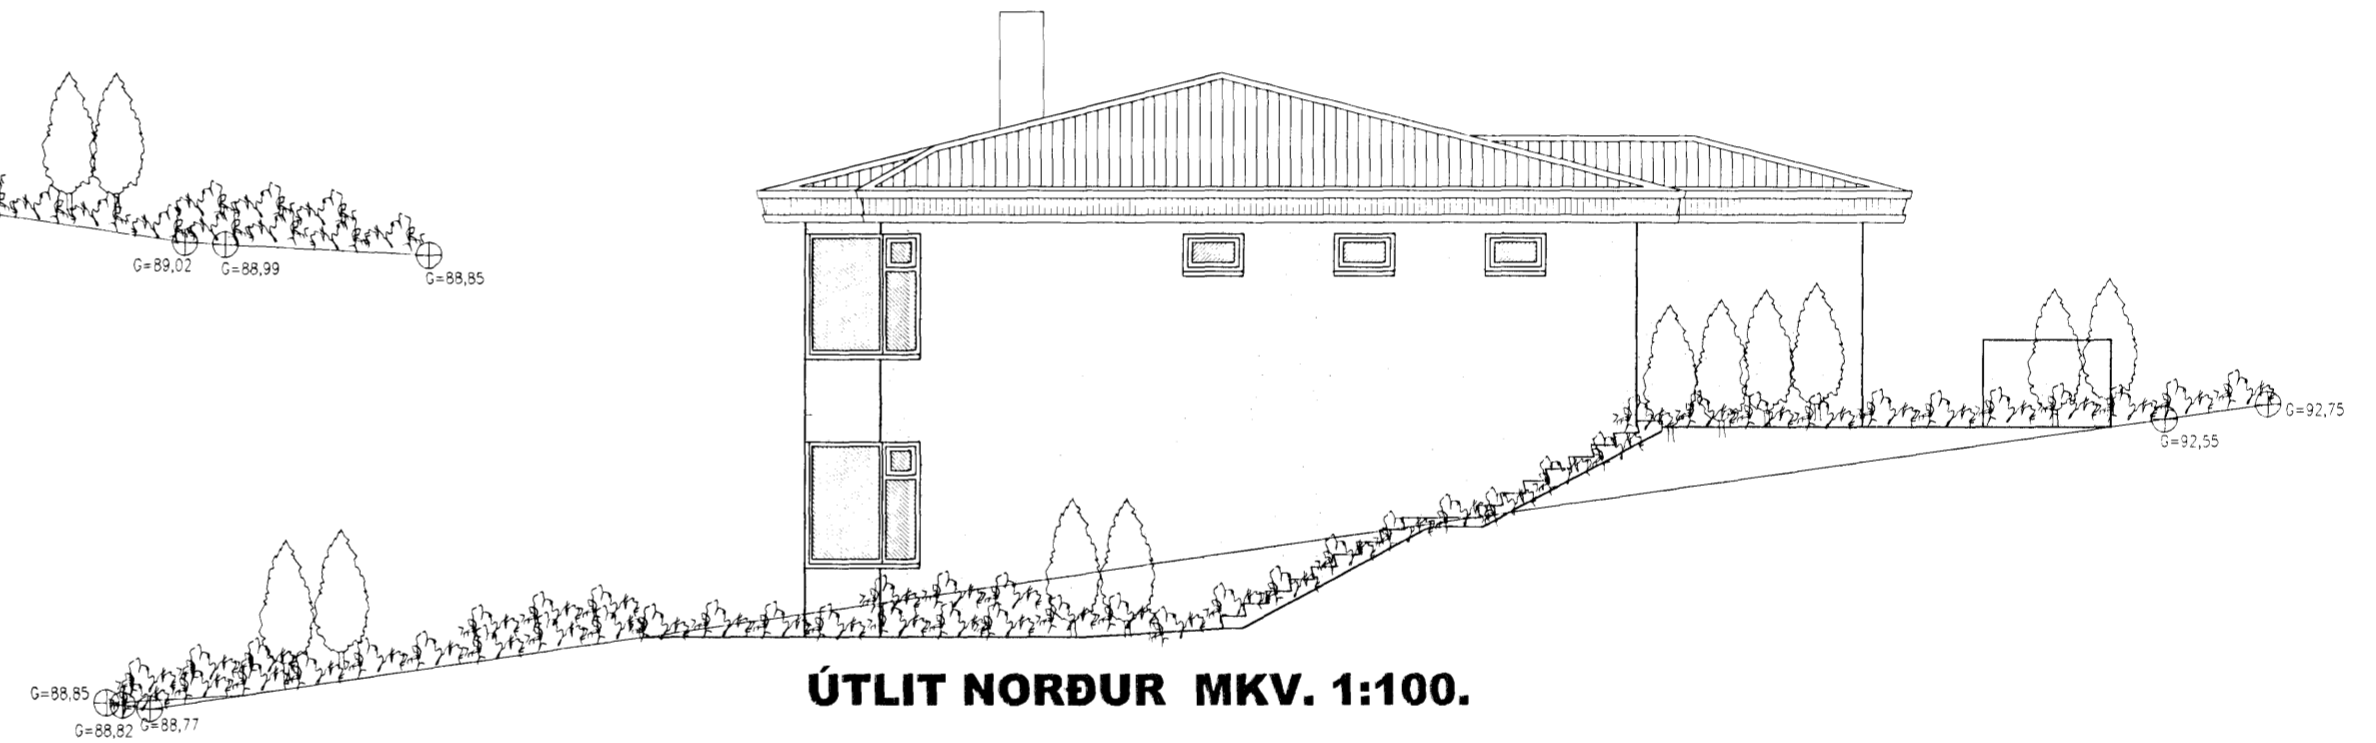 G=89,02
G=88,99
G=88,85
G=92,75
G=92,55
G=88,85
G=88,82
G=88,77
ÚTLIT NORÐUR MKV. 1:100.